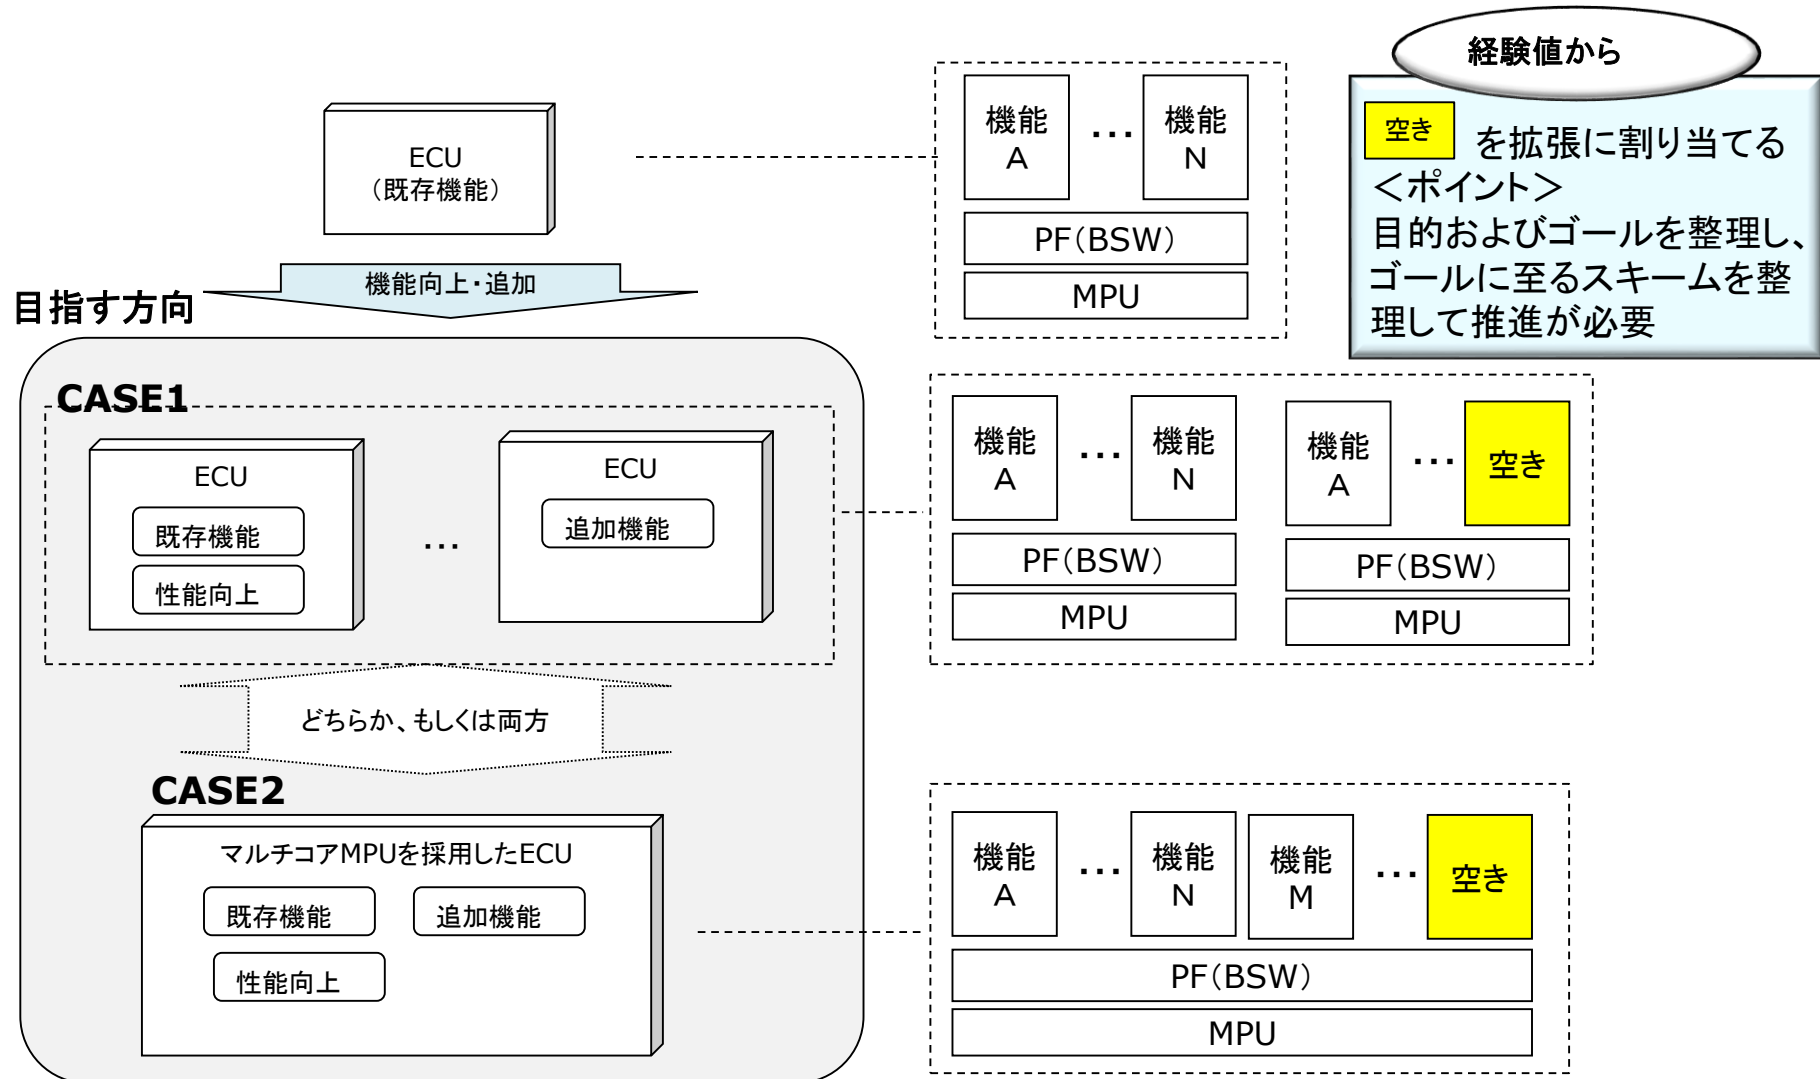 経験値から
空き を拡張に割り当てる
＜ポイント＞
目的およびゴールを整理し、
ゴールに至るスキームを整
理して推進が必要
ECU
（既存機能）
機能
A
･･･
機能
N
PF(BSW)
MPU
機能向上・追加
目指す方向
CASE1
ECU
既存機能
性能向上
…
ECU
追加機能
機能
A
･･･
機能
N
PF(BSW)
MPU
機能
A
･･･
空き
PF(BSW)
MPU
どちらか、もしくは両方
CASE2
マルチコアMPUを採用したECU
既存機能
追加機能
性能向上
機能
A
･･･
機能
N
機能
M
･･･
空き
PF(BSW)
MPU